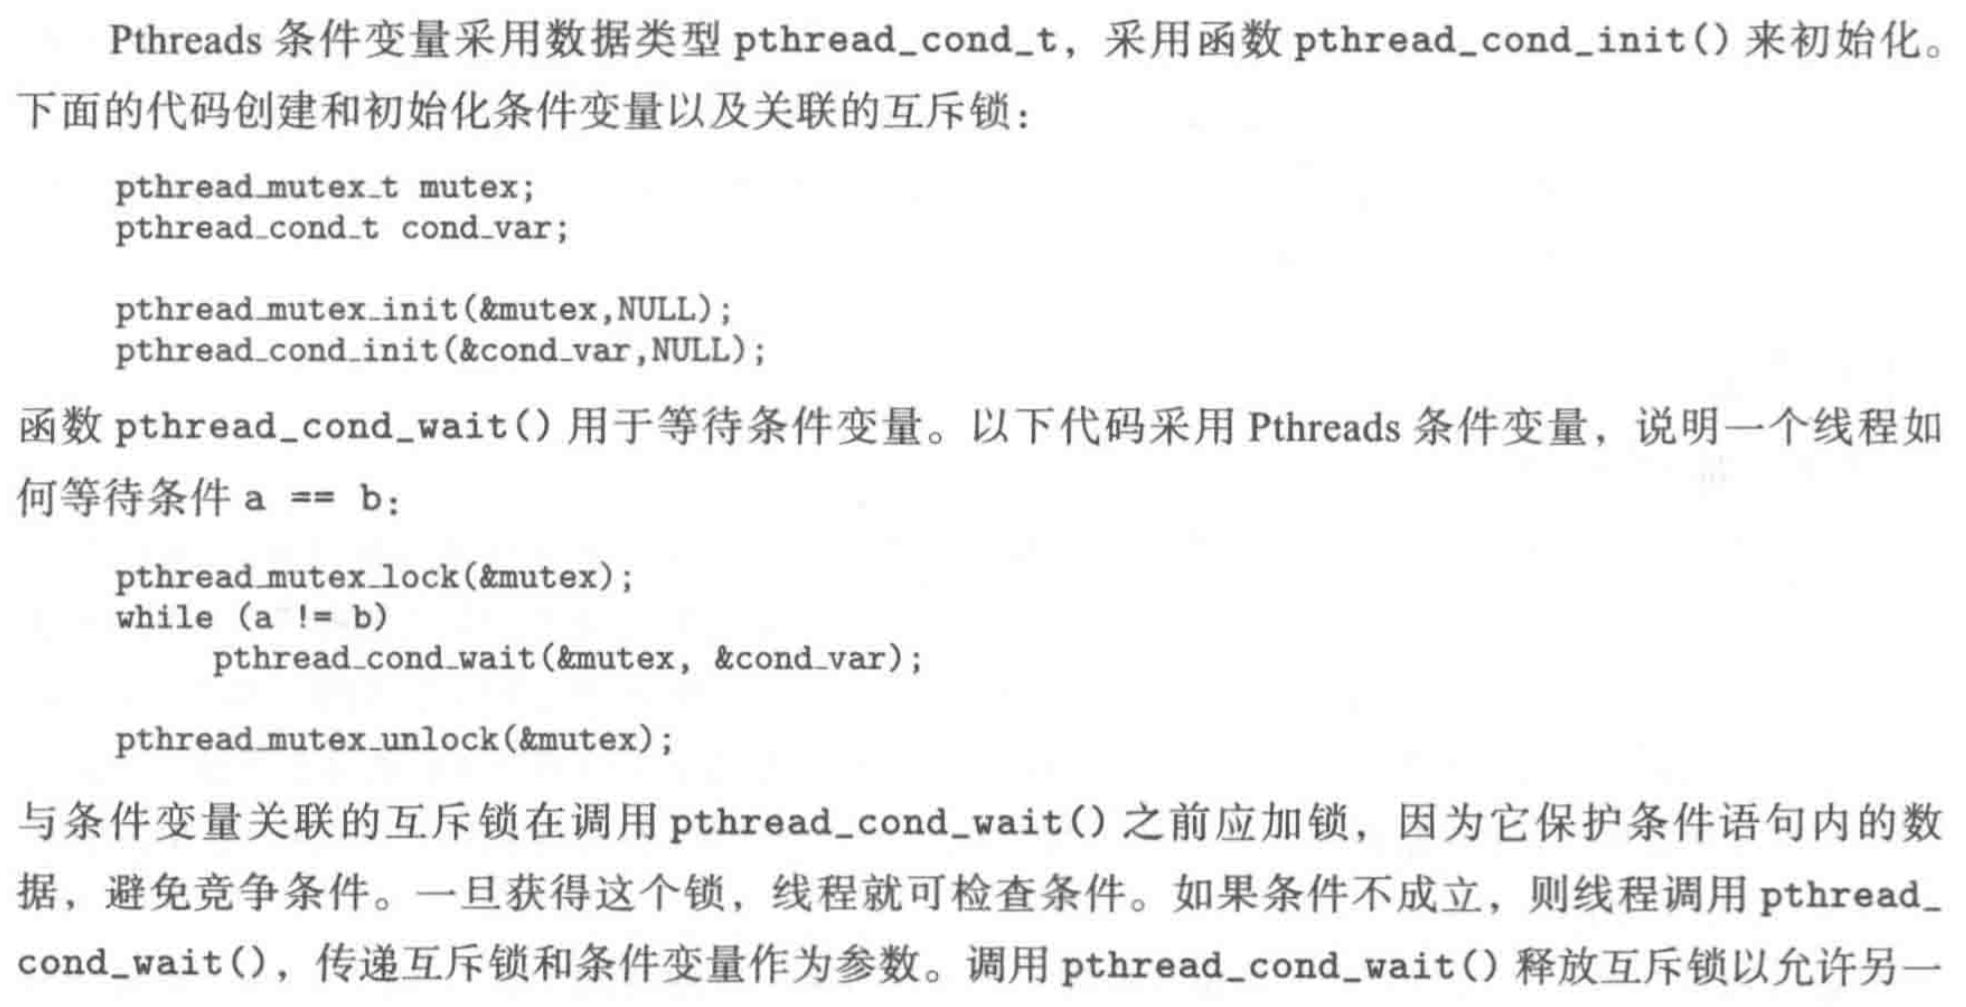 Pthreads 条件变量采用数据类型 pthread_cond_t，采用函数 pthread_cond_init() 来初始化。
下面的代码创建和初始化条件变量以及关联的互斥锁：
pthread_mutex_t mutex;
pthread_cond_t cond_var;
pthread_mutex_init(&mutex,NULL);
pthread_cond_init(&cond_var,NULL);
函数 pthread_cond_wait() 用于等待条件变量。以下代码采用 Pthreads 条件变量，说明一个线程如
何等待条件 a == b：
pthread_mutex_lock(&mutex);
while (a != b)
pthread_cond_wait(&mutex, &cond_var);
pthread_mutex_unlock(&mutex);
与条件变量关联的互斥锁在调用 pthread_cond_wait() 之前应加锁，因为它保护条件语句内的数
据，避免竞争条件。一旦获得这个锁，线程就可检查条件。如果条件不成立，则线程调用 pthread_
cond_wait()，传递互斥锁和条件变量作为参数。调用 pthread_cond_wait() 释放互斥锁以允许另一